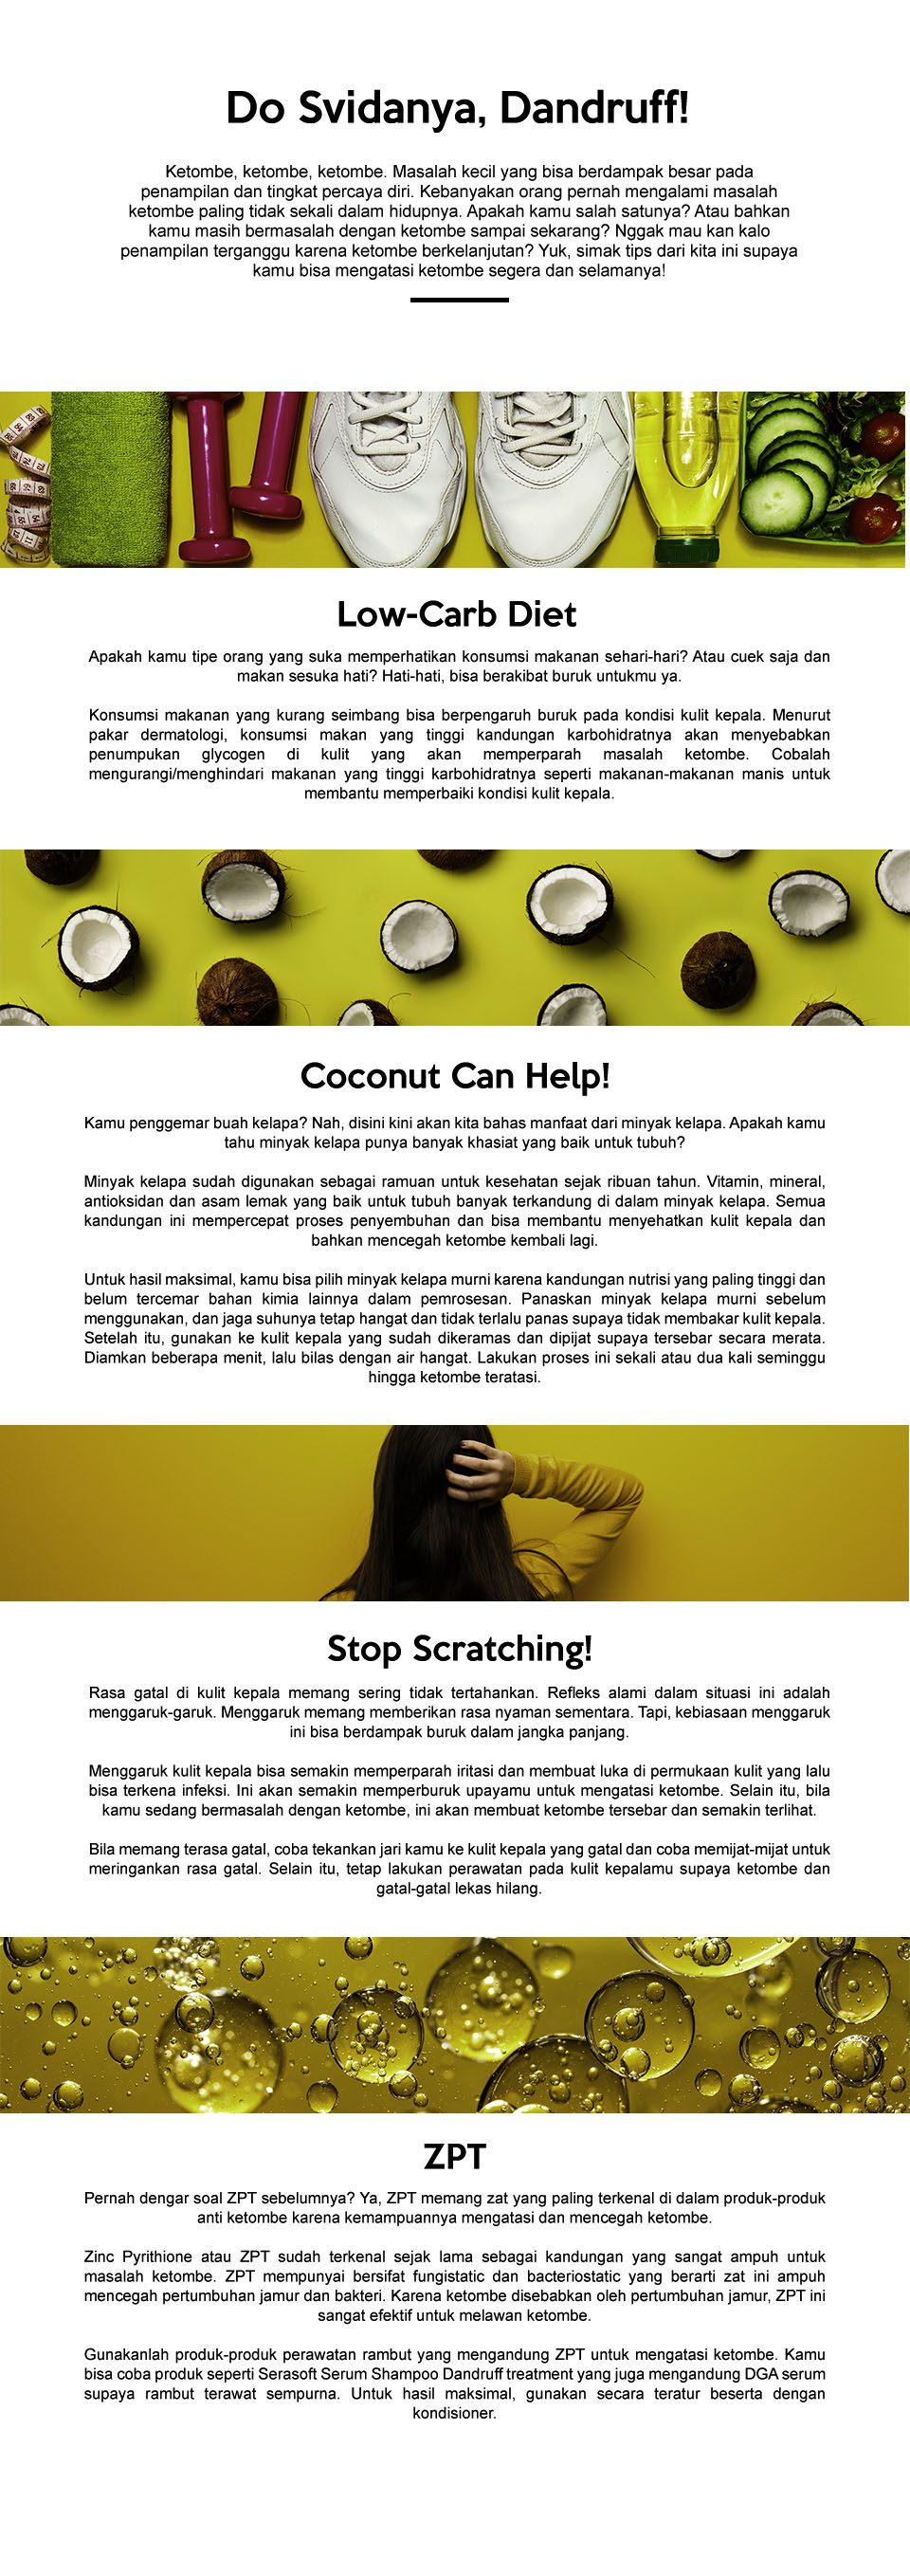 Do Svidanya, Dandruff!
Ketombe, ketombe, ketombe. Masalah kecil yang bisa berdampak besar pada
penampilan dan tingkat percaya diri. Kebanyakan orang pernah mengalami masalah
ketombe paling tidak sekali dalam hidupnya. Apakah kamu salah satunya? Atau bahkan
kamu masih bermasalah dengan ketombe sampai sekarang? Nggak mau kan kalo
penampilan terganggu karena ketombe berkelanjutan? Yuk, simak tips dari kita ini supaya
kamu bisa mengatasi ketombe segera dan selamanya!
Low-Carb Diet
Apakah kamu tipe orang yang suka memperhatikan konsumsi makanan sehari-hari? Atau cuek saja dan
makan sesuka hati? Hati-hati, bisa berakibat buruk untukmu ya.
Konsumsi makanan yang kurang seimbang bisa berpengaruh buruk pada kondisi kulit kepala. Menurut
pakar dermatologi, konsumsi makan yang tinggi kandungan karbohidratnya akan menyebabkan
penumpukan glycogen di kulit yang akan memperparah masalah ketombe. Cobalah
mengurangi/menghindari makanan yang tinggi karbohidratnya seperti makanan-makanan manis untuk
membantu memperbaiki kondisi kulit kepala.
Coconut Can Help!
Kamu penggemar buah kelapa? Nah, disini kini akan kita bahas manfaat dari minyak kelapa. Apakah kamu
tahu minyak kelapa punya banyak khasiat yang baik untuk tubuh?
Minyak kelapa sudah digunakan sebagai ramuan untuk kesehatan sejak ribuan tahun. Vitamin, mineral,
antioksidan dan asam lemak yang baik untuk tubuh banyak terkandung di dalam minyak kelapa. Semua
kandungan ini mempercepat proses penyembuhan dan bisa membantu menyehatkan kulit kepala dan
bahkan mencegah ketombe kembali lagi.
Untuk hasil maksimal, kamu bisa pilih minyak kelapa murni karena kandungan nutrisi yang paling tinggi dan
belum tercemar bahan kimia lainnya dalam pemrosesan. Panaskan minyak kelapa murni sebelum
menggunakan, dan jaga suhunya tetap hangat dan tidak terlalu panas supaya tidak membakar kulit kepala.
Setelah itu, gunakan ke kulit kepala yang sudah dikeramas dan dipijat supaya tersebar secara merata.
Diamkan beberapa menit, lalu bilas dengan air hangat. Lakukan proses ini sekali atau dua kali seminggu
hingga ketombe teratasi.
Stop Scratching!
Rasa gatal di kulit kepala memang sering tidak tertahankan. Refleks alami dalam situasi ini adalah
menggaruk-garuk. Menggaruk memang memberikan rasa nyaman sementara. Tapi, kebiasaan menggaruk
ini bisa berdampak buruk dalam jangka panjang.
Menggaruk kulit kepala bisa semakin memperparah iritasi dan membuat luka di permukaan kulit yang lalu
bisa terkena infeksi. Ini akan semakin memperburuk upayamu untuk mengatasi ketombe. Selain itu, bila
kamu sedang bermasalah dengan ketombe, ini akan membuat ketombe tersebar dan semakin terlihat.
Bila memang terasa gatal, coba tekankan jari kamu ke kulit kepala yang gatal dan coba memijat-mijat untuk
meringankan rasa gatal. Selain itu, tetap lakukan perawatan pada kulit kepalamu supaya ketombe dan
gatal-gatal lekas hilang.
ZPT
Pernah dengar soal ZPT sebelumnya? Ya, ZPT memang zat yang paling terkenal di dalam produk-produk
anti ketombe karena kemampuannya mengatasi dan mencegah ketombe.
Zinc Pyrithione atau ZPT sudah terkenal sejak lama sebagai kandungan yang sangat ampuh untuk
masalah ketombe. ZPT mempunyai bersifat fungistatic dan bacteriostatic yang berarti zat ini ampuh
mencegah pertumbuhan jamur dan bakteri. Karena ketombe disebabkan oleh pertumbuhan jamur, ZPT ini
sangat efektif untuk melawan ketombe.
Gunakanlah produk-produk perawatan rambut yang mengandung ZPT untuk mengatasi ketombe. Kamu
bisa coba produk seperti Serasoft Serum Shampoo Dandruff treatment yang juga mengandung DGA serum
supaya rambut terawat sempurna. Untuk hasil maksimal, gunakan secara teratur beserta dengan
kondisioner.